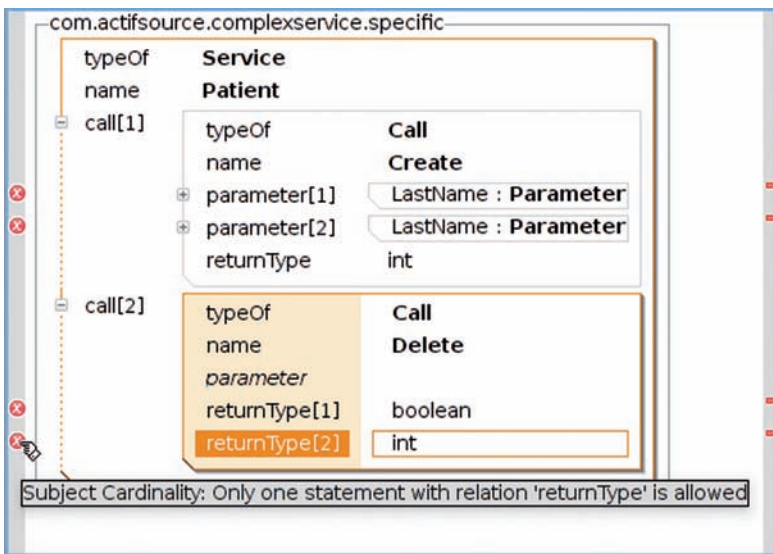 com.actifsource.complexservice.specific
typeOf Service
name Patient
call[1]
typeOf Call
name Create
parameter[1] LastName : Parameter
parameter[2] LastName : Parameter
returnType int
call[2]
typeOf Call
name Delete
parameter
returnType[1] boolean
returnType[2] int
Subject Cardinality: Only one statement with relation 'returnType' is allowed